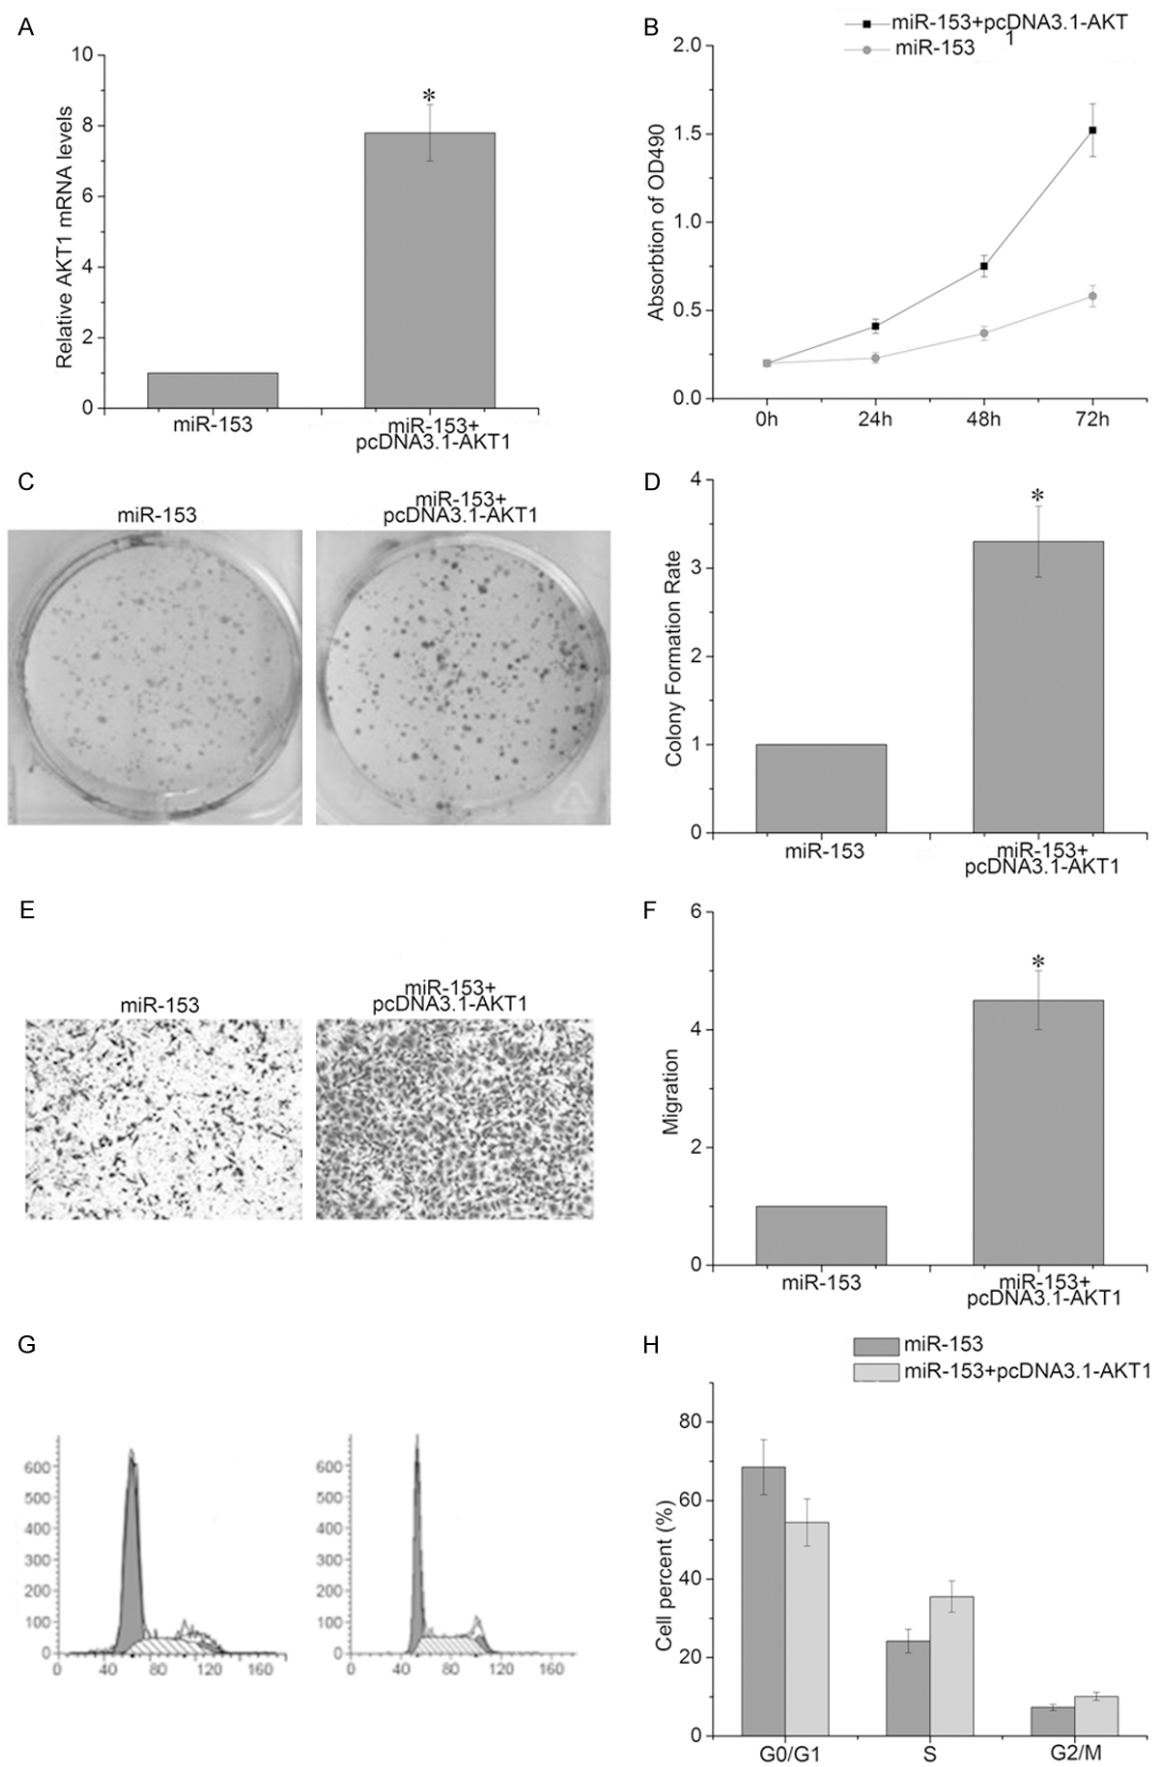 A
10
8
6
4
2
0
Relative AKT1 mRNA levels
*
miR-153
miR-153+
pcDNA3.1-AKT1
B
miR-153+pcDNA3.1-AKT
1
miR-153
2.0
1.5
1.0
0.5
0.0
Absorbtion of OD490
0h
24h
48h
72h
C
miR-153
miR-153+
pcDNA3.1-AKT1
D
4
3
2
1
0
Colony Formation Rate
*
miR-153
miR-153+
pcDNA3.1-AKT1
E
miR-153
miR-153+
pcDNA3.1-AKT1
F
6
4
2
0
Migration
*
miR-153
miR-153+
pcDNA3.1-AKT1
G
600
500
400
300
200
100
0
0 40 80 120 160
600
500
400
300
200
100
0
0 40 80 120 160
H
miR-153
miR-153+pcDNA3.1-AKT1
80
60
40
20
0
Cell percent (%)
G0/G1
S
G2/M